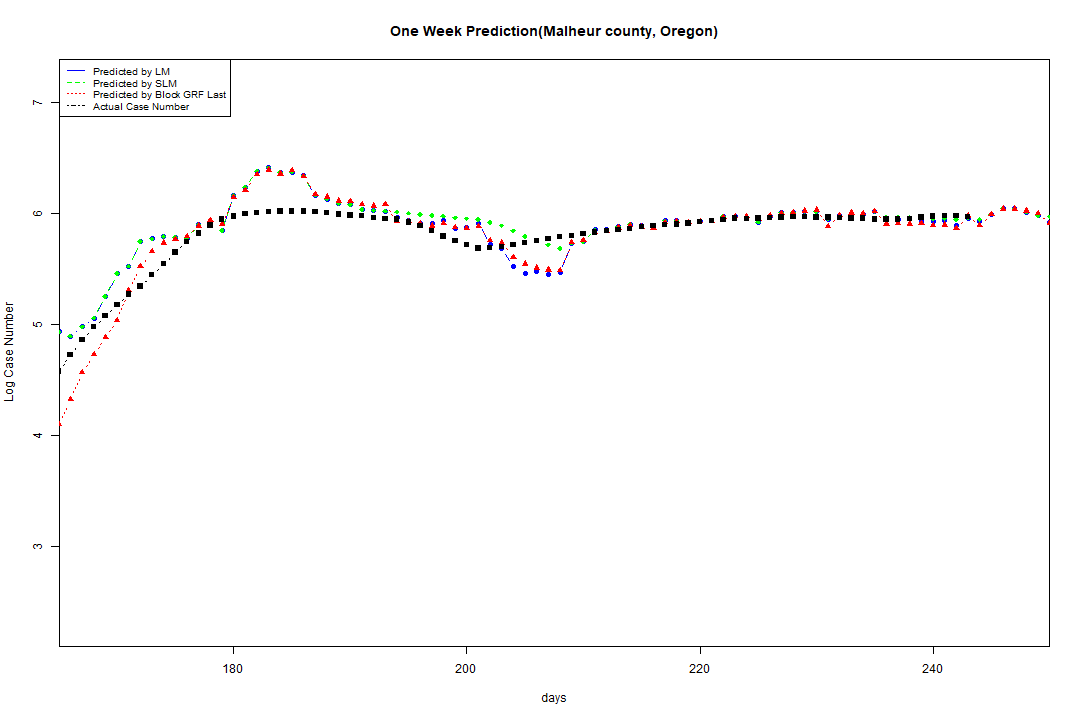 One Week Prediction(Malheur county, Oregon)
Predicted by LM
Predicted by SLM
Predicted by Block GRF Last
Actual Case Number
7
6
5
4
3
Log Case Number
180 200 220 240
days